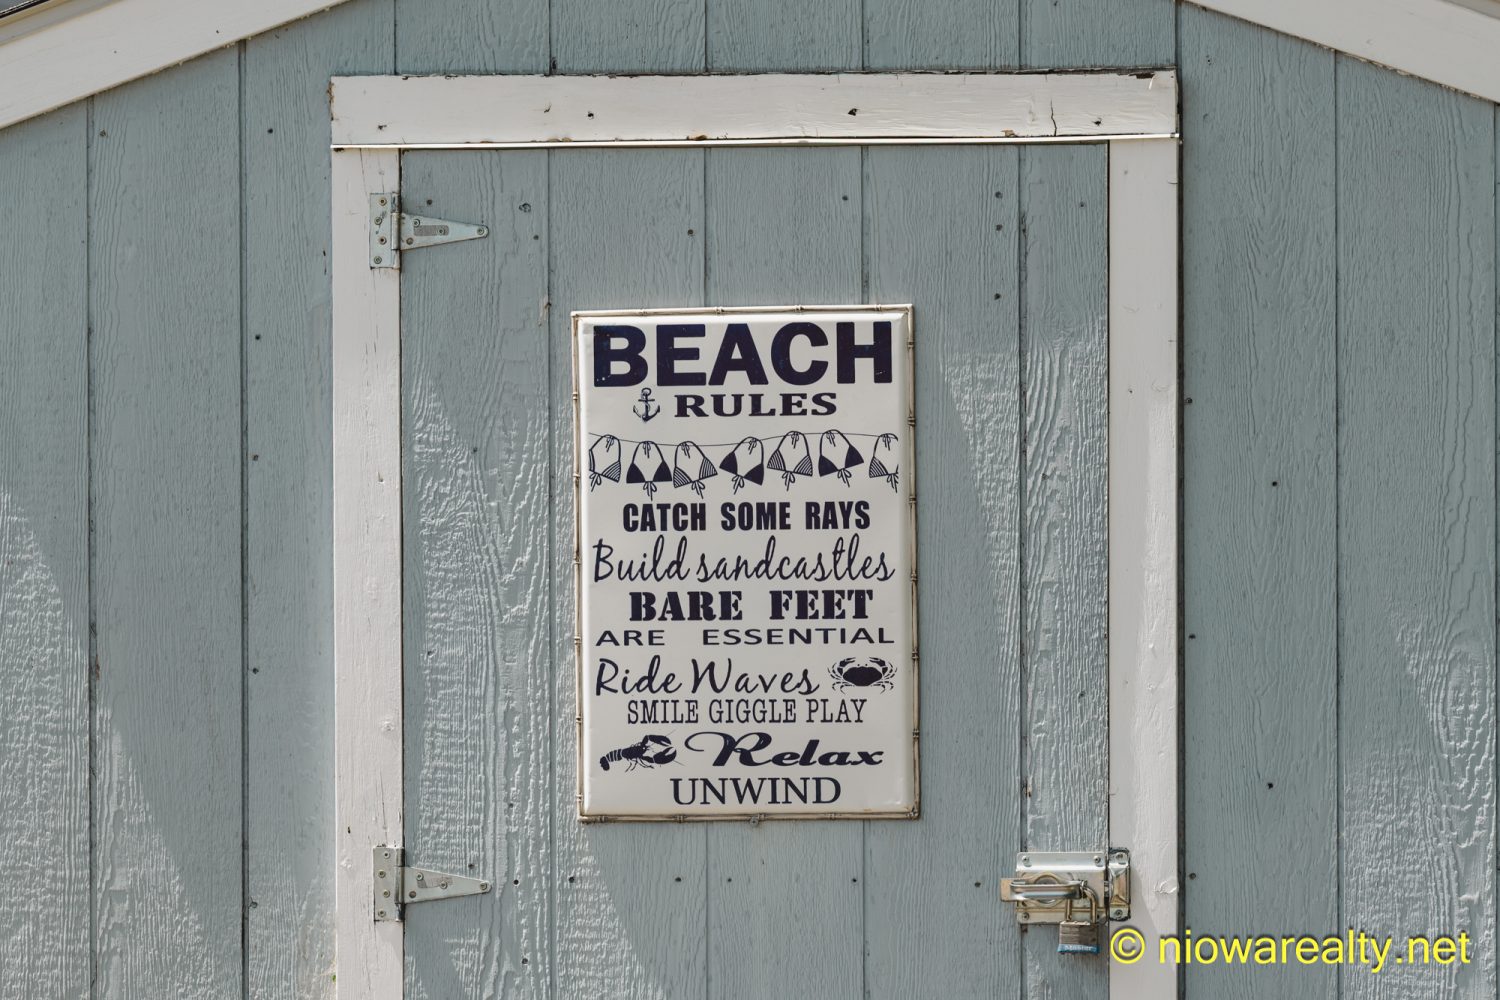 BEACH
RULES
CATCH SOME RAYS
Build sandcastles
BARE FEET
ARE ESSENTIAL
Ride Waves
SMILE GIGGLE PLAY
Relax
UNWIND
© niowarealty.net